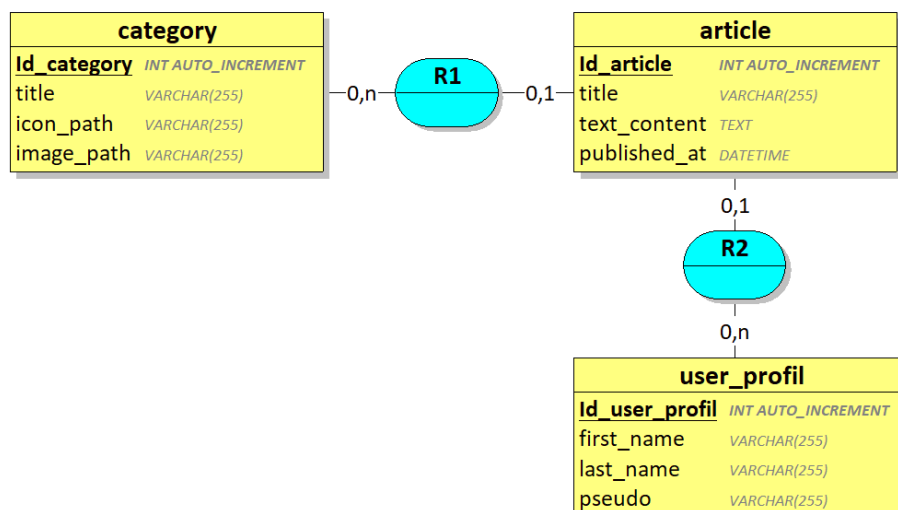 category
Id_category INT AUTO_INCREMENT
title VARCHAR(255)
icon_path VARCHAR(255)
image_path VARCHAR(255)
0,n
R1
0,1
article
Id_article INT AUTO_INCREMENT
title VARCHAR(255)
text_content TEXT
published_at DATETIME
0,1
R2
0,n
user_profil
Id_user_profil INT AUTO_INCREMENT
first_name VARCHAR(255)
last_name VARCHAR(255)
pseudo VARCHAR(255)